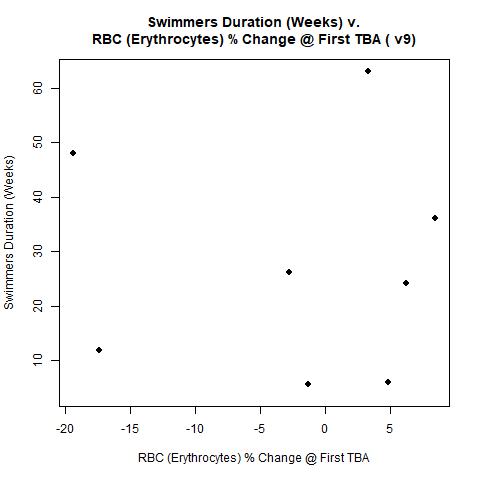 Swimmers Duration (Weeks) v.
RBC (Erythrocytes) % Change @ First TBA ( v9)
Swimmers Duration (Weeks)
60
50
40
30
20
10
-20 -15 -10 -5 0 5
RBC (Erythrocytes) % Change @ First TBA